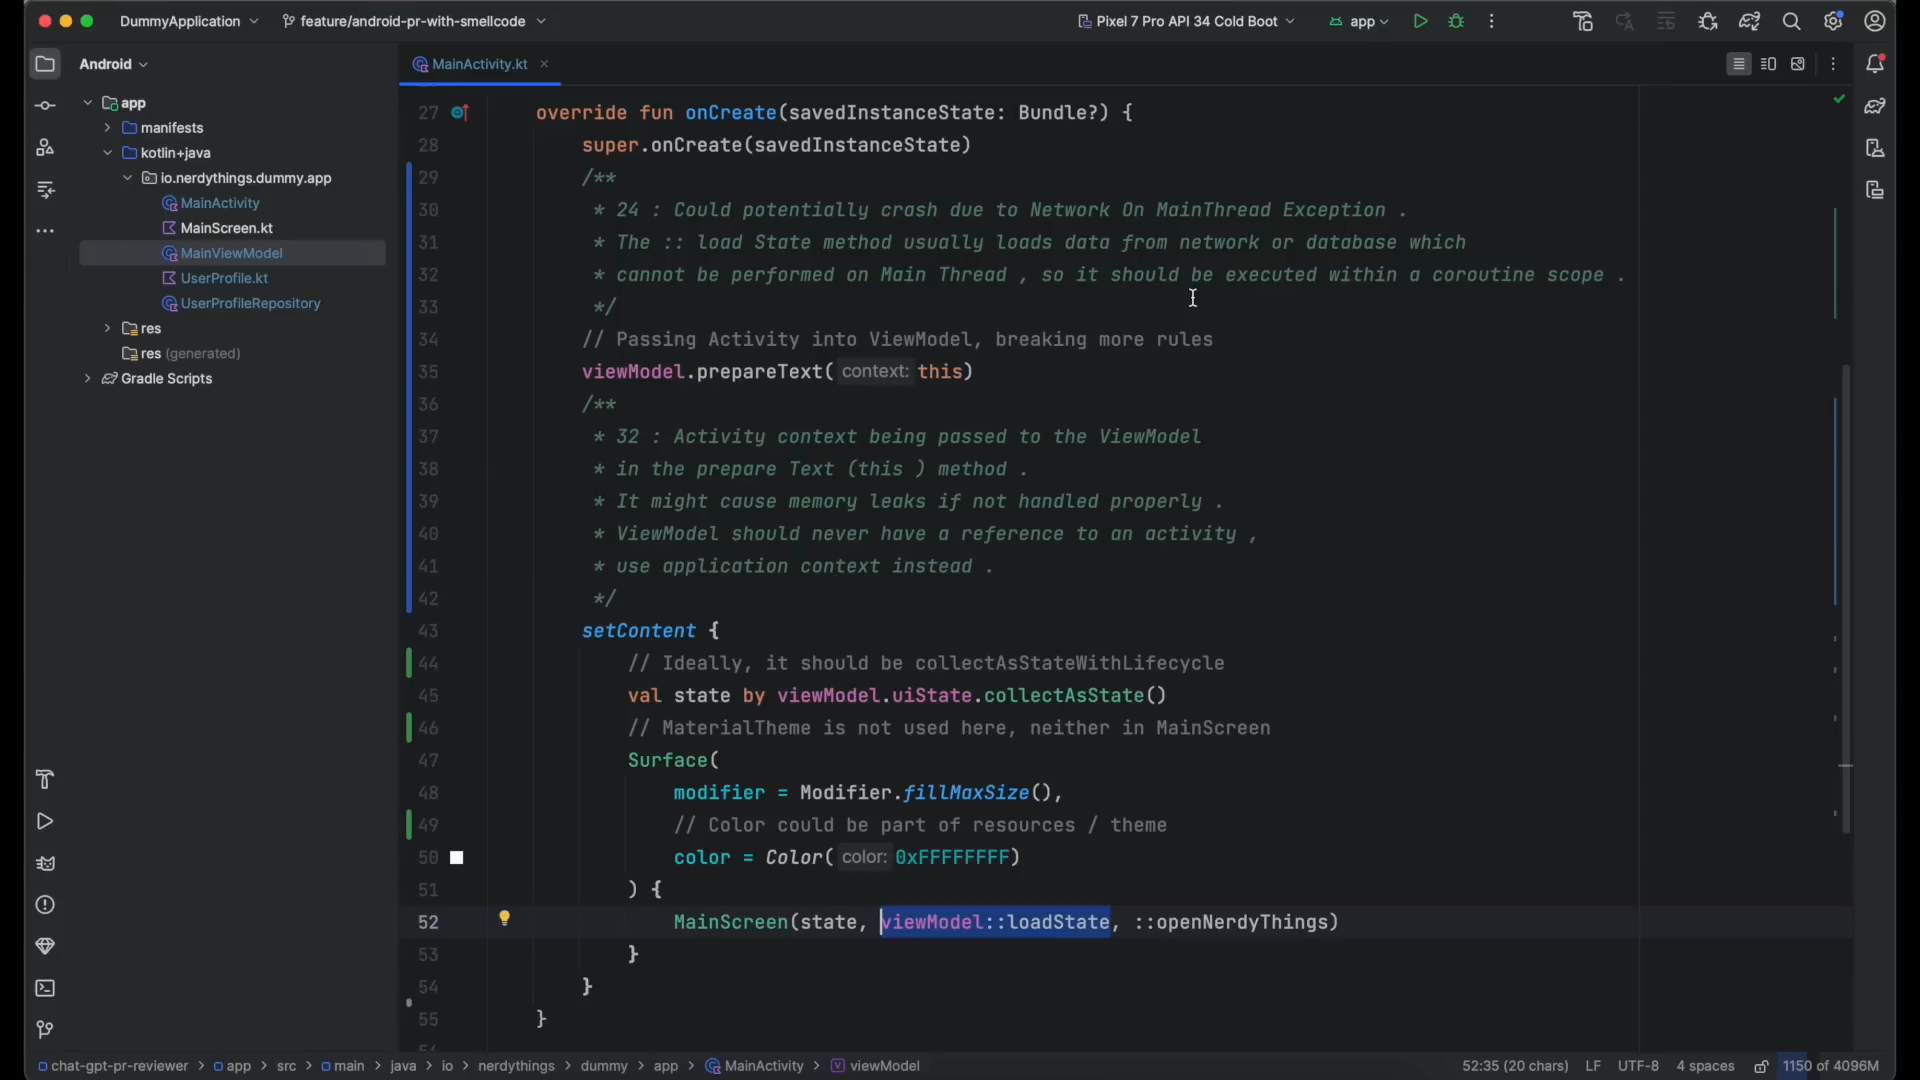 DummyApplication
feature/android-pr-with-smellcode
Pixel 7 Pro API 34 Cold Boot
app
Android
MainActivity.kt
app
manifests
kotlin+java
io.nerdythings.dummy.app
MainActivity
MainScreen.kt
MainViewModel
UserProfile.kt
UserProfileRepository
res
res (generated)
Gradle Scripts
27 override fun onCreate(savedInstanceState: Bundle?) {
28 super.onCreate(savedInstanceState)
29 /**
30 * 24 : Could potentially crash due to Network On MainThread Exception .
31 * The :: load State method usually loads data from network or database which
32 * cannot be performed on Main Thread , so it should be executed within a coroutine scope .
33 */
34 // Passing Activity into ViewModel, breaking more rules
35 viewModel.prepareText( context: this)
36 /**
37 * 32 : Activity context being passed to the ViewModel
38 * in the prepare Text (this ) method .
39 * It might cause memory leaks if not handled properly .
40 * ViewModel should never have a reference to an activity ,
41 * use application context instead .
42 */
43 setContent {
44 // Ideally, it should be collectAsStateWithLifecycle
45 val state by viewModel.uiState.collectAsState()
46 // MaterialTheme is not used here, neither in MainScreen
47 Surface(
48 modifier = Modifier.fillMaxSize(),
49 // Color could be part of resources / theme
50 color = Color( color: 0xFFFFFFFF)
51 ) {
52 MainScreen(state, viewModel::loadState, ::openNerdyThings)
53 }
54 }
55 }
chat-gpt-pr-reviewer > app > src > main > java > io > nerdythings > dummy > app > MainActivity > viewModel
52:35 (20 chars) LF UTF-8 4 spaces 1150 of 4096M